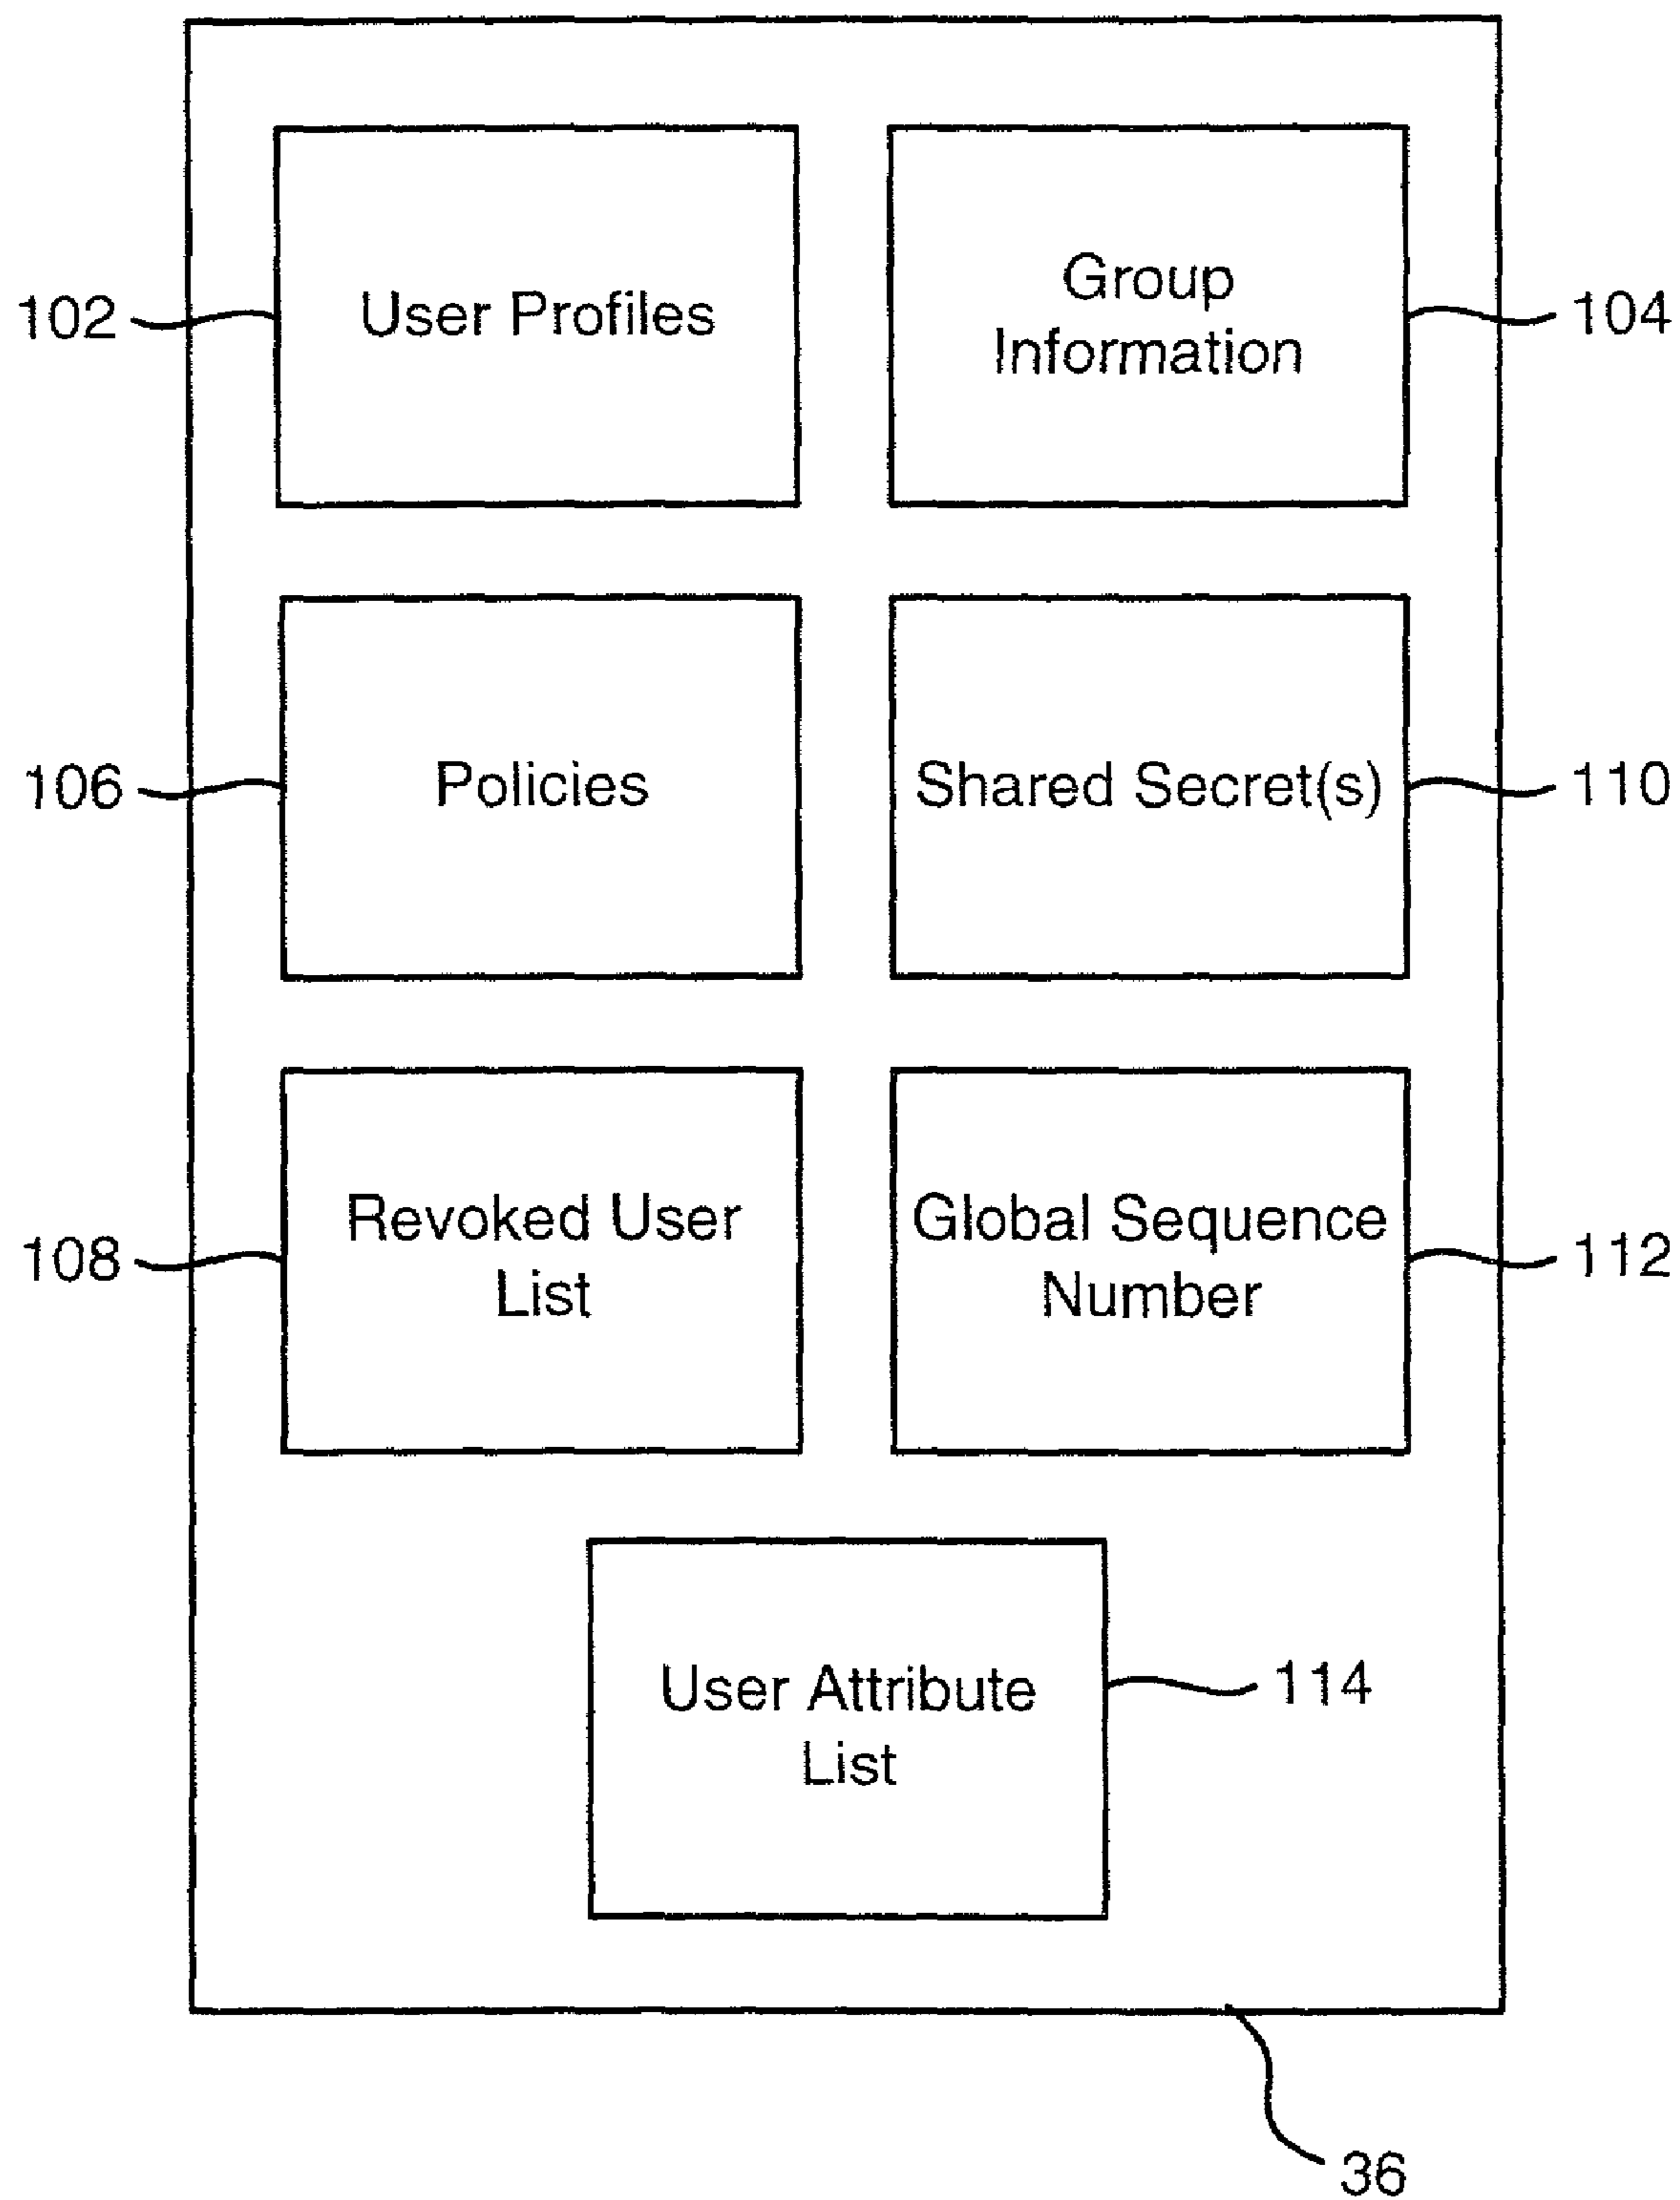 102
User Profiles
Group
Information
104
106
Policies
Shared Secret(s)
110
108
Revoked User
List
Global Sequence
Number
112
User Attribute
List
114
36